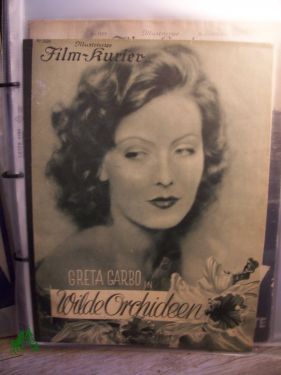 Illustrierter
Film-Kurier
GRETA GARBO
IN
Wilde Orchideen